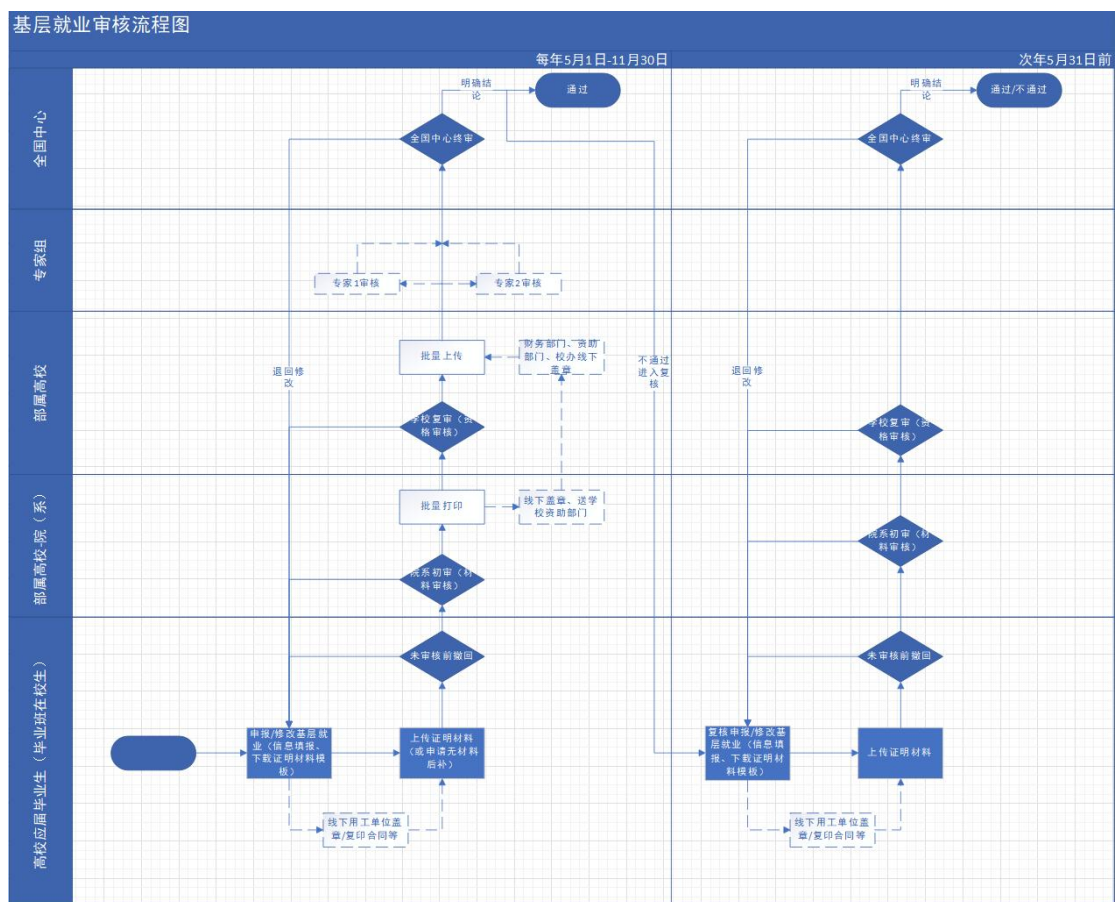 基层就业审核流程图
每年5月1日-11月30日
次年5月31日前
全国中心
明确结
论
通过
全国中心终审
明确结
论
通过/不通过
全国中心终审
专家组
专家1审核
专家2审核
部属高校
批量上传
财务部门、资助
部门、校办线下
盖章
退回修
改
不通过
进入复
核
退回修
改
学校复审（资
格审核）
学校复审（资
格审核）
部属高校-院（系）
批量打印
线下盖章、送学
校资助部门
院系初审（材
料审核）
院系初审（材
料审核）
高校应届毕业生（毕业班在校生）
未审核前撤回
未审核前撤回
申报/修改基层就
业（信息填报、
下载证明材料模
板）
上传证明材料
（或申请无材料
后补）
复核申报/修改基
层就业（信息填
报、下载证明材
料模板）
上传证明材料
线下用工单位盖
章/复印合同等
线下用工单位盖
章/复印合同等